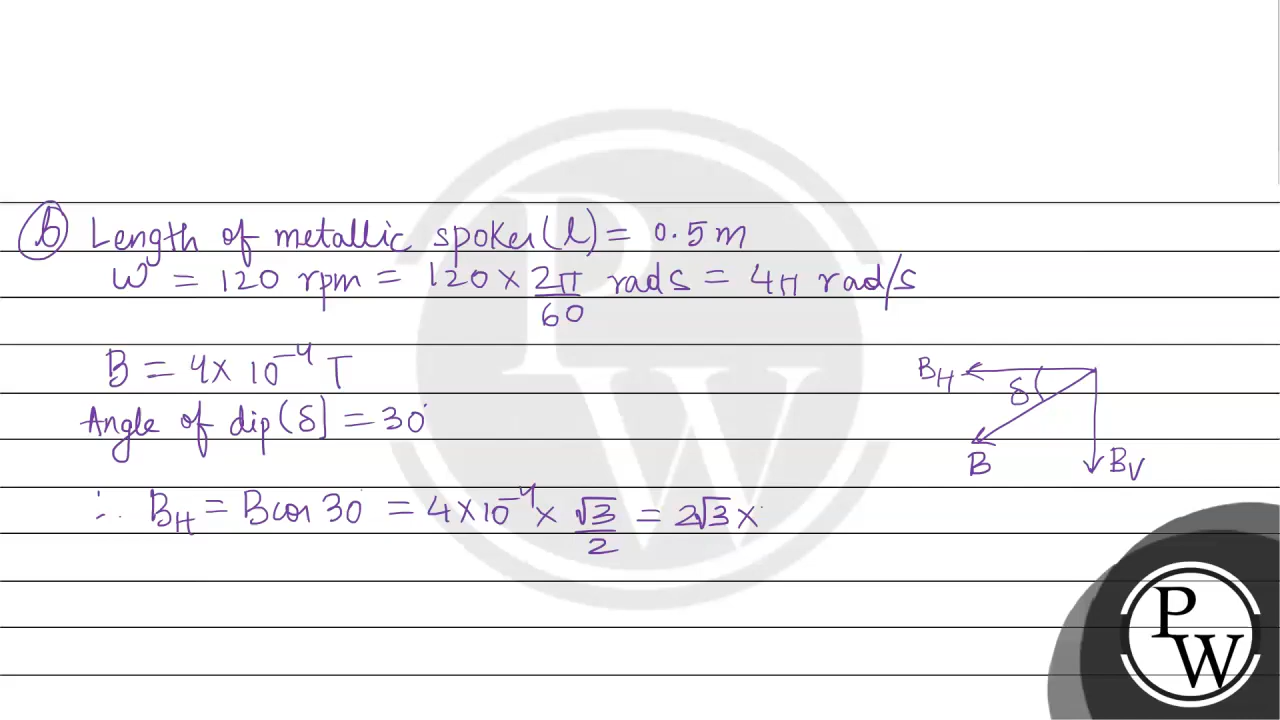 (b) Length of metallic spoker (l) = 0.5 m
W = 120 rpm = 120 × 2π/60 rad s = 4π rad/s
B = 4 × 10⁻⁴ T
Angle of dip (δ] = 30°
∴ B_H = B cos 30° = 4 × 10⁻⁴ × √3/2 = 2√3 ×
B_H
δ
B
B_V
P
W
P
W